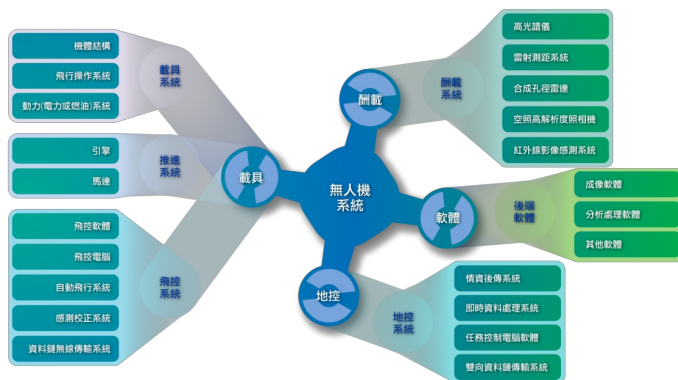 機體結構
飛行操作系統
動力(電力或燃油)系統
載具
系統
引擎
馬達
推進
系統
飛控軟體
飛控電腦
自動飛行系統
感測校正系統
資料鏈無線傳輸系統
飛控
系統
載具
無人機
系統
酬載
軟體
地控
酬載
系統
高光譜儀
雷射測距系統
合成孔徑雷達
空照高解析度照相機
紅外線影像感測系統
後端
軟體
成像軟體
分析處理軟體
其他軟體
地控
系統
情資後傳系統
即時資料處理系統
任務控制電腦軟體
雙向資料鏈傳輸系統